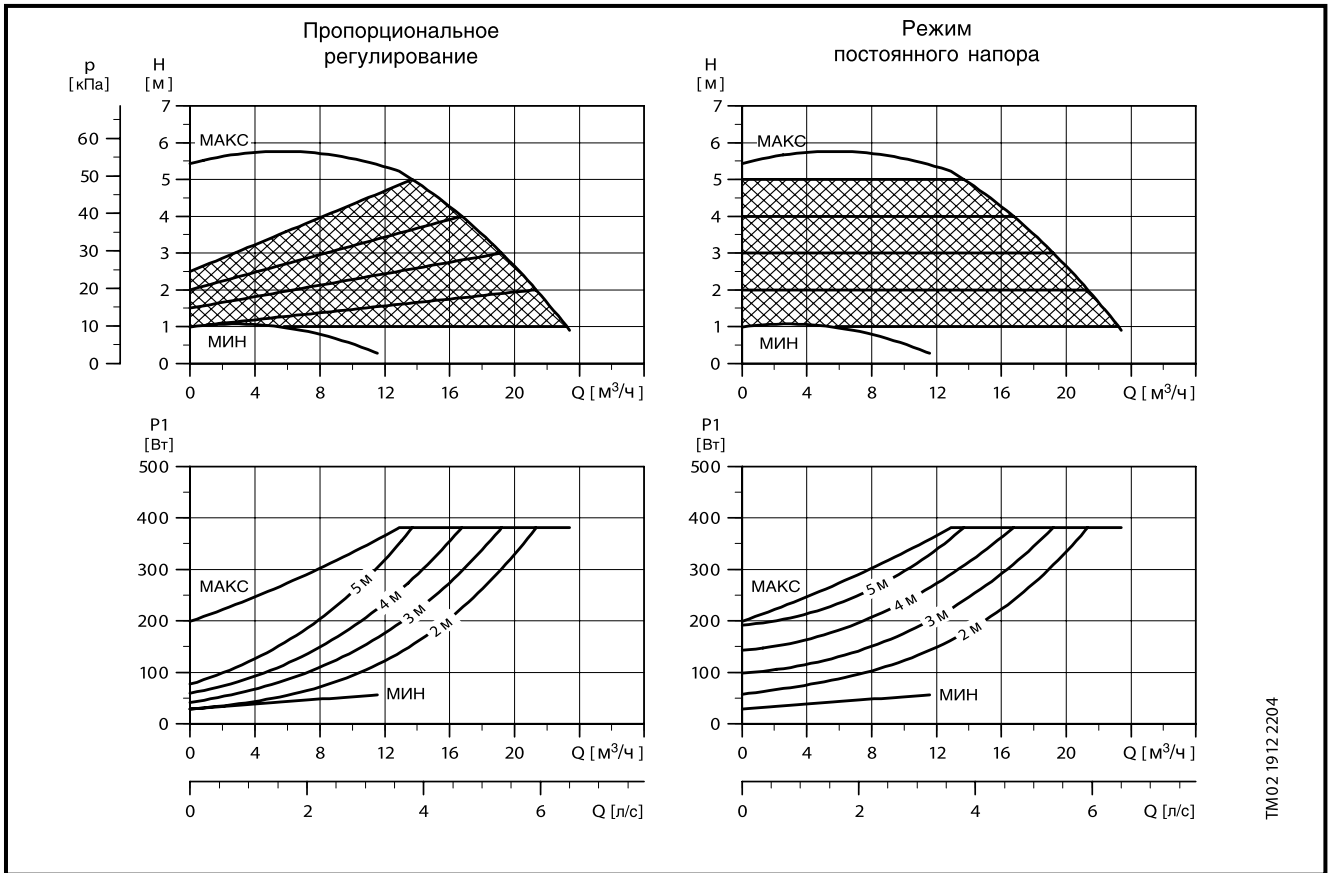 Пропорциональное
регулирование
Режим
постоянного напора
p
[кПа]
H
[м]
H
[м]
7
6
5
4
3
2
1
0
60
50
40
30
20
10
0
МАКС
МИН
0 4 8 12 16 20 Q [м³/ч]
7
6
5
4
3
2
1
0
МАКС
МИН
0 4 8 12 16 20 Q [м³/ч]
P1
[Вт]
500
400
300
200
100
0
МАКС
5 м
4 м
3 м
2 м
МИН
0 4 8 12 16 20 Q [м³/ч]
0 2 4 6 Q [л/с]
P1
[Вт]
500
400
300
200
100
0
МАКС
5 м
4 м
3 м
2 м
МИН
0 4 8 12 16 20 Q [м³/ч]
0 2 4 6 Q [л/с]
TM02 1912 2204